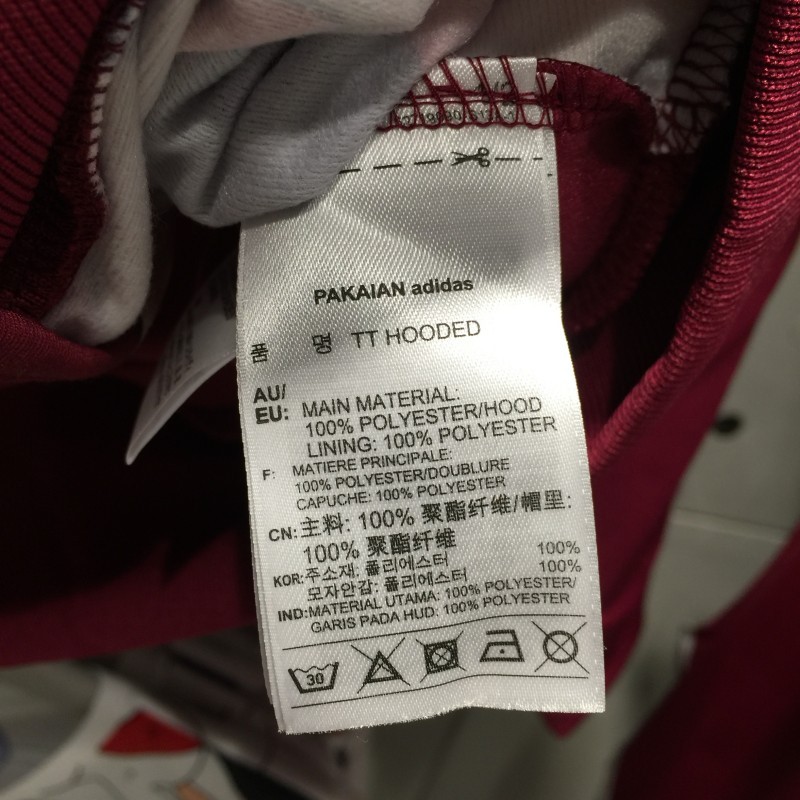 PAKAIAN adidas
품 명 TT HOODED
AU/
EU: MAIN MATERIAL:
100% POLYESTER/HOOD
LINING: 100% POLYESTER
F: MATIERE PRINCIPALE:
100% POLYESTER/DOUBLURE
CAPUCHE: 100% POLYESTER
CN: 主料: 100% 聚酯纤维/帽里:
100% 聚酯纤维
KOR: 주소재: 폴리에스터 100%
모자안감: 폴리에스터 100%
IND: MATERIAL UTAMA: 100% POLYESTER/
GARIS PADA HUD: 100% POLYESTER
30